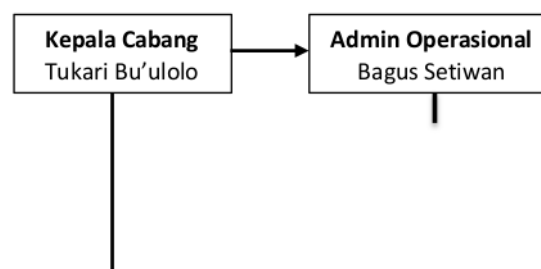 Kepala Cabang
Tukari Bu’ulolo
Admin Operasional
Bagus Setiwan